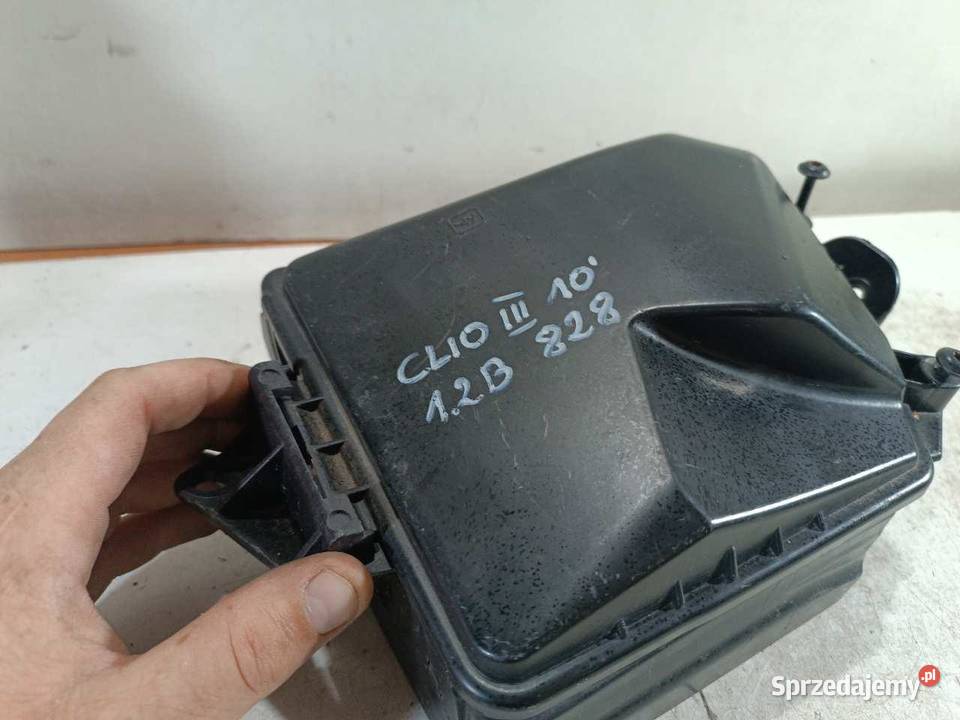 CLIO III 10'
1.2B 828
Sprzedajemy.pl